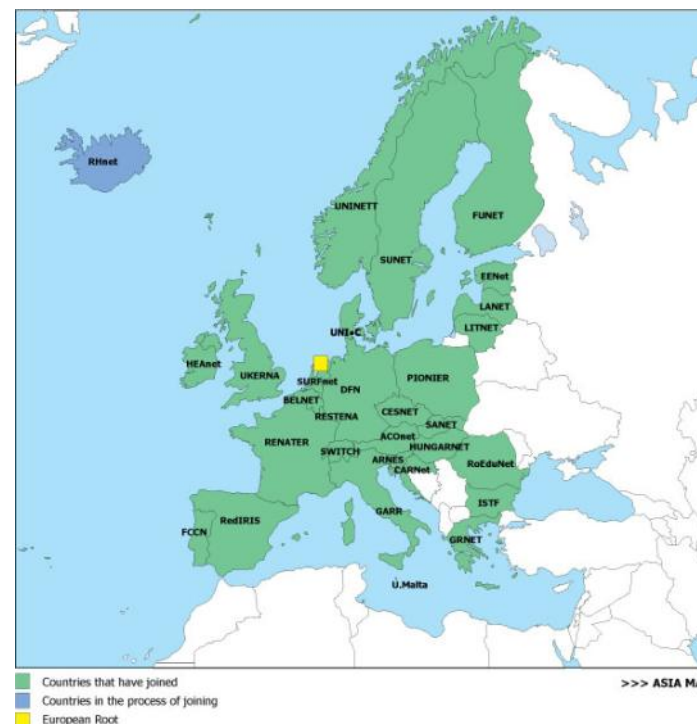 RHnet
UNINETT
FUNET
SUNET
EENet
LANET
LITNET
UNI•C
HEAnet
UKERNA
SURFnet
DFN
PIONIER
BELNET
RESTENA
CESNET
SANET
ACOnet
RENATER
HUNGARNET
SWITCH
ARNES
RoEduNet
CARNet
ISTF
GARR
RedIRIS
FCCN
GRNET
U.Malta
Countries that have joined
>>> ASIA MA
Countries in the process of joining
European Root